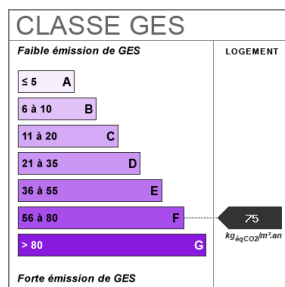 CLASSE GES
Faible émission de GES
LOGEMENT
≤ 5 A
6 à 10 B
11 à 20 C
21 à 35 D
36 à 55 E
56 à 80 F
75
kgéqCO2/m².an
> 80 G
Forte émission de GES